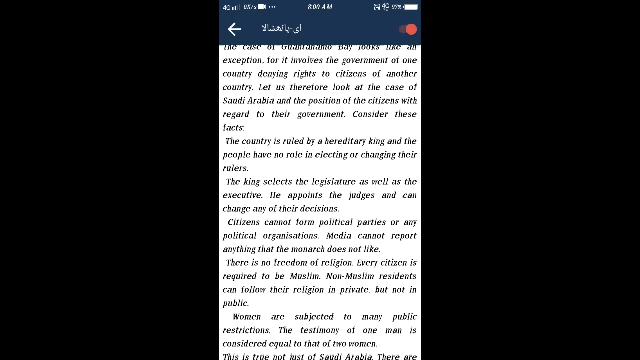 4G 8:00 AM 4G
ای-پاٹھشالا
The case of Guantanamo Bay looks like an
exception, for it involves the government of one
country denying rights to citizens of another
country. Let us therefore look at the case of
Saudi Arabia and the position of the citizens with
regard to their government. Consider these
facts:
The country is ruled by a hereditary king and the
people have no role in electing or changing their
rulers.
The king selects the legislature as well as the
executive. He appoints the judges and can
change any of their decisions.
Citizens cannot form political parties or any
political organisations. Media cannot report
anything that the monarch does not like.
There is no freedom of religion. Every citizen is
required to be Muslim. Non-Muslim residents
can follow their religion in private, but not in
public.
Women are subjected to many public
restrictions. The testimony of one man is
considered equal to that of two women.
This is true not just of Saudi Arabia. There are